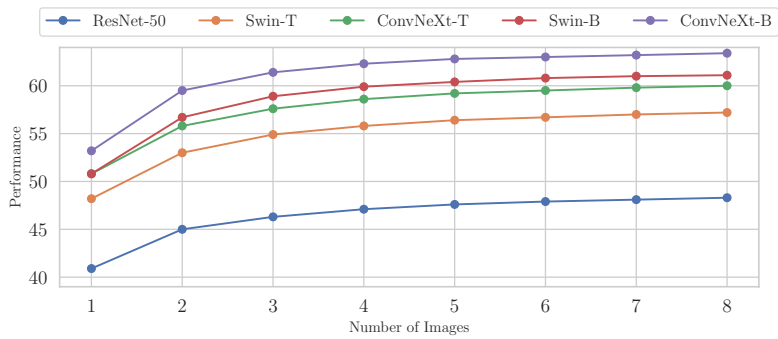 ResNet-50 Swin-T ConvNeXt-T Swin-B ConvNeXt-B
Performance
60
55
50
45
40
1 2 3 4 5 6 7 8
Number of Images